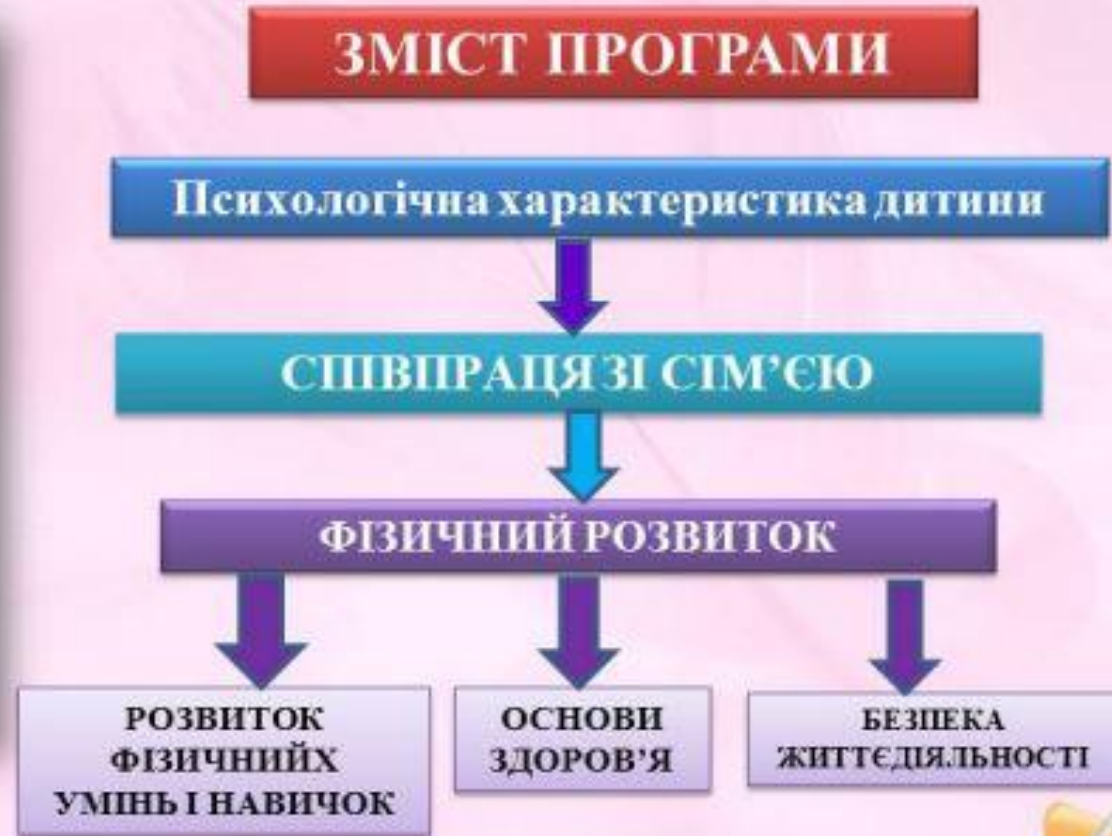 ЗМІСТ ПРОГРАМИ
Психологічна характеристика дитини
СПІВПРАЦЯ ЗІ СІМ’ЄЮ
ФІЗИЧНИЙ РОЗВИТОК
РОЗВИТОК
ФІЗИЧНИЙХ
УМІНЬ І НАВИЧОК
ОСНОВИ
ЗДОРОВ’Я
БЕЗПЕКА
ЖИТТЄДІЯЛЬНОСТІ